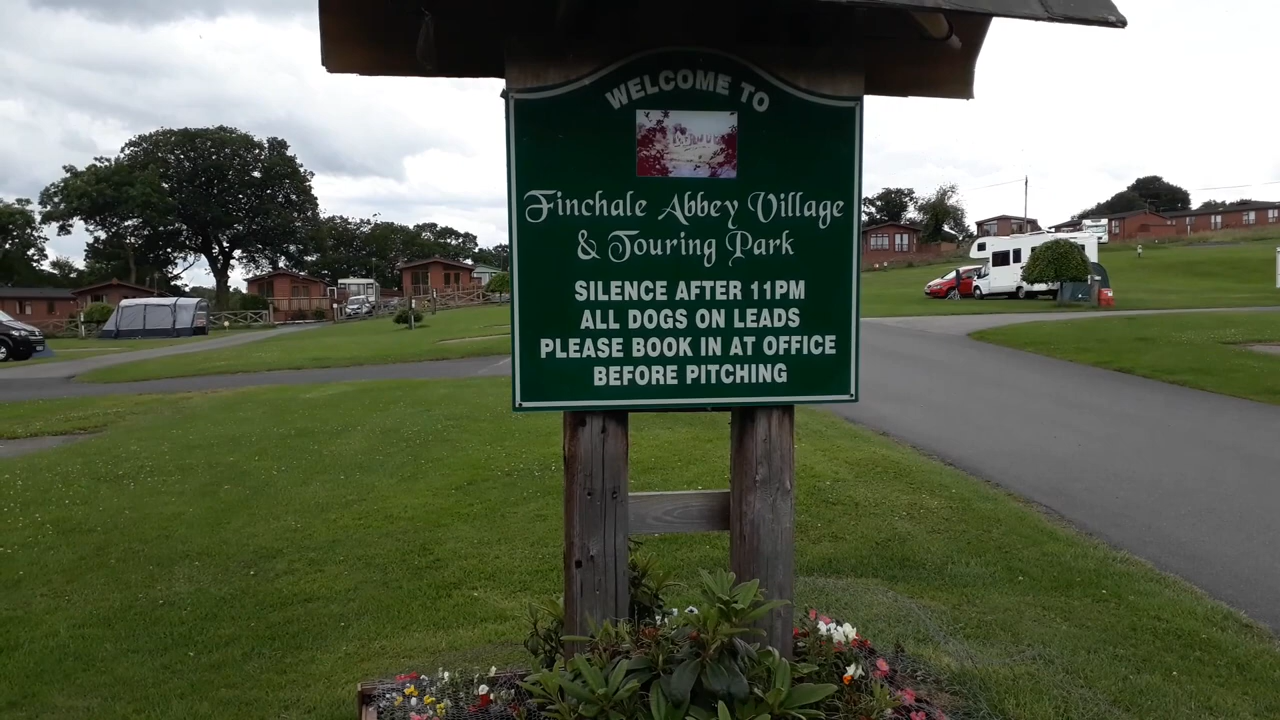 WELCOME TO
Finchale Abbey Village
& Touring Park
SILENCE AFTER 11PM
ALL DOGS ON LEADS
PLEASE BOOK IN AT OFFICE
BEFORE PITCHING